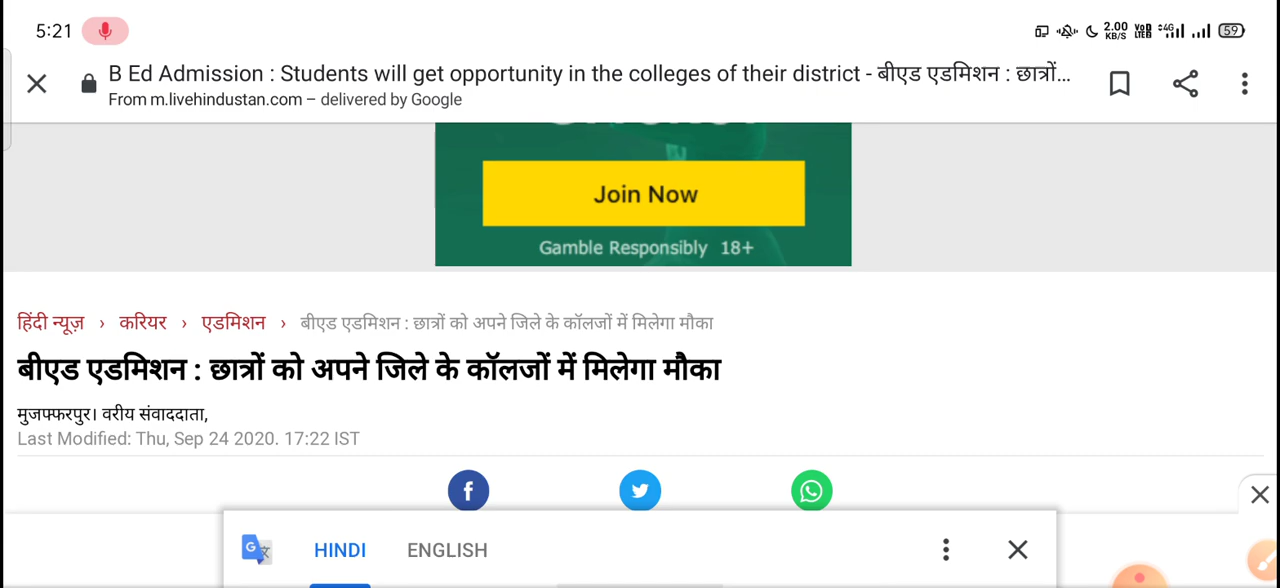 5:21 2.00 KB/S VoD LTEB 4G 59
B Ed Admission : Students will get opportunity in the colleges of their district - बीएड एडमिशन : छात्रों...
From m.livehindustan.com – delivered by Google
Join Now
Gamble Responsibly 18+
हिंदी न्यूज़ › करियर › एडमिशन › बीएड एडमिशन : छात्रों को अपने जिले के कॉलजों में मिलेगा मौका
बीएड एडमिशन : छात्रों को अपने जिले के कॉलजों में मिलेगा मौका
मुजफ्फरपुर। वरीय संवाददाता,
Last Modified: Thu, Sep 24 2020. 17:22 IST
HINDI ENGLISH